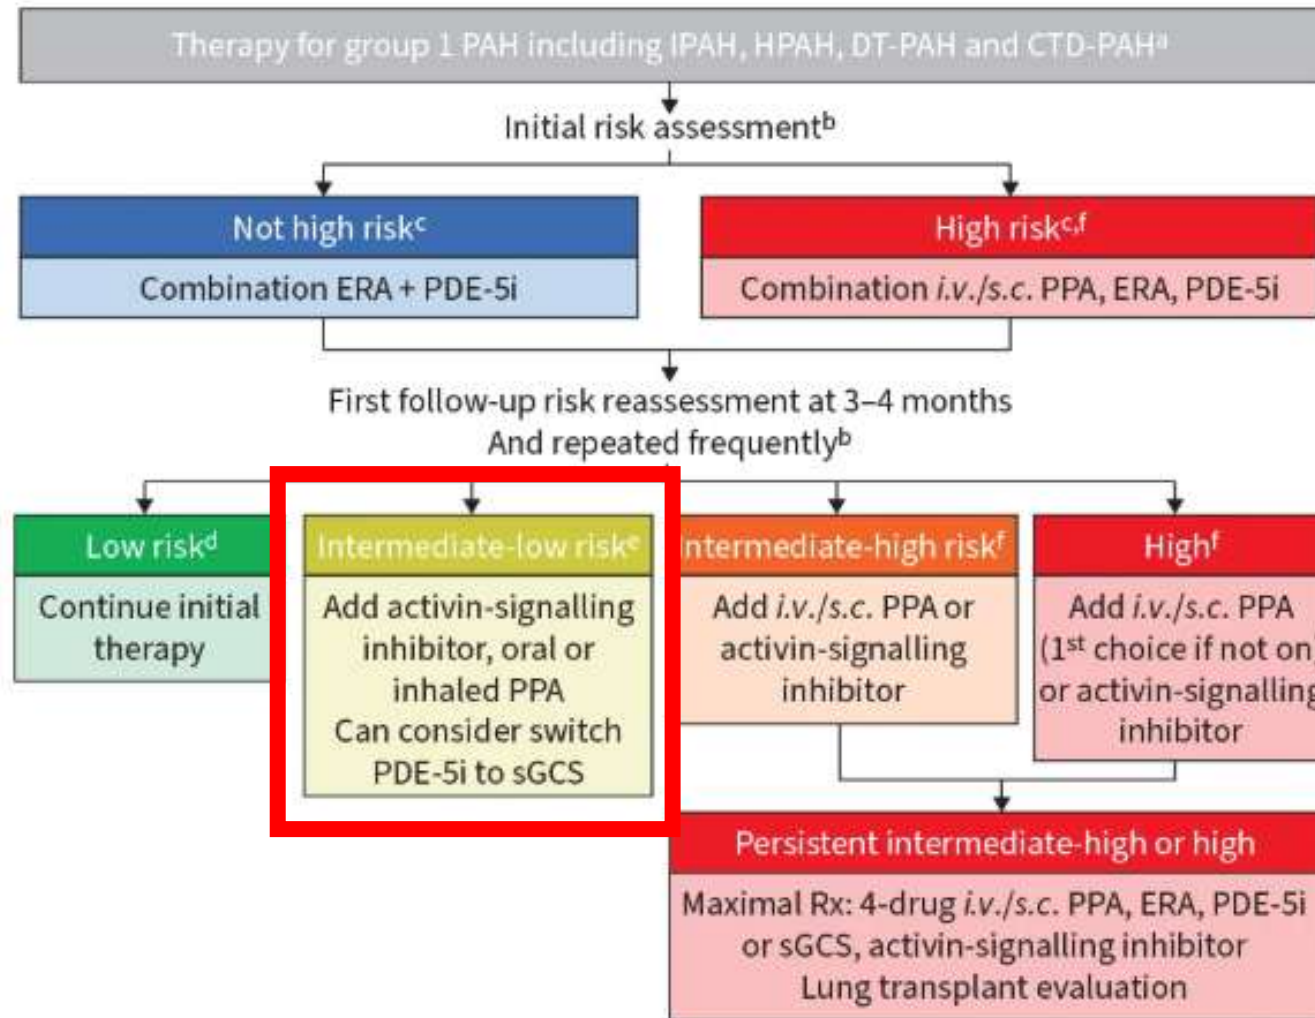 Therapy for group 1 PAH including IPAH, HPAH, DT-PAH and CTD-PAHᵃ
Initial risk assessmentᵇ
Not high riskᶜ
Combination ERA + PDE-5i
High riskᶜ,ᶠ
Combination i.v./s.c. PPA, ERA, PDE-5i
First follow-up risk reassessment at 3–4 months
And repeated frequentlyᵇ
Low riskᵈ
Continue initial
therapy
Intermediate-low riskᵉ
Add activin-signalling
inhibitor, oral or
inhaled PPA
Can consider switch
PDE-5i to sGCS
Intermediate-high riskᶠ
Add i.v./s.c. PPA or
activin-signalling
inhibitor
Highᶠ
Add i.v./s.c. PPA
(1ˢᵗ choice if not on
or activin-signalling
inhibitor
Persistent intermediate-high or high
Maximal Rx: 4-drug i.v./s.c. PPA, ERA, PDE-5i
or sGCS, activin-signalling inhibitor
Lung transplant evaluation